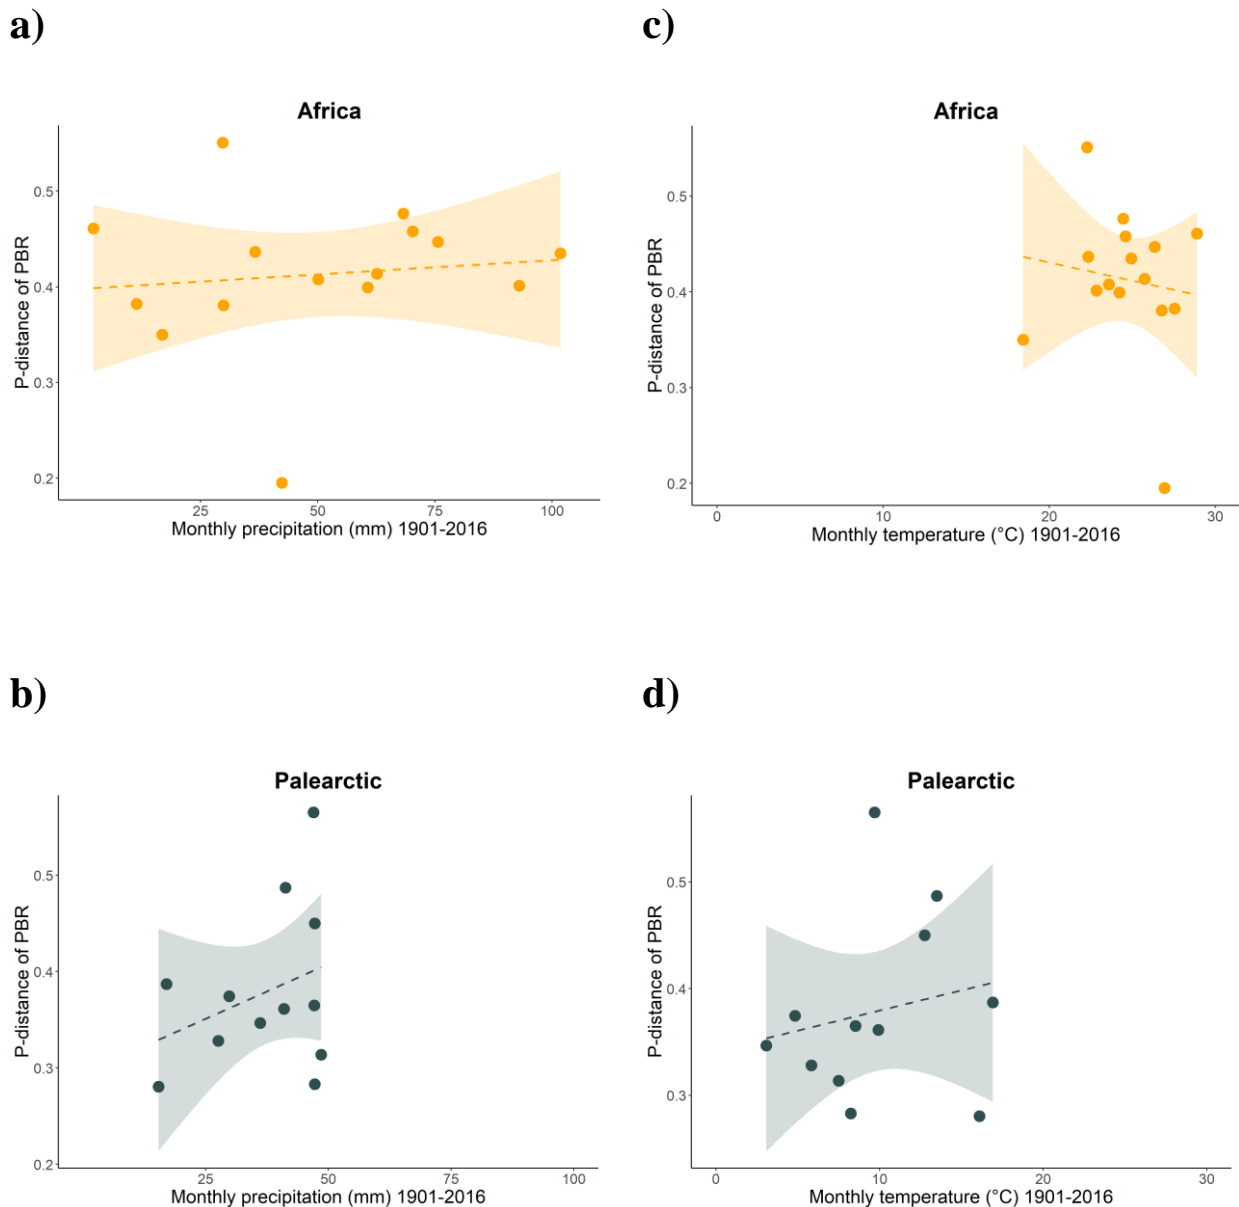 a)
Africa
P-distance of PBR
0.5
0.4
0.3
0.2
25
50
75
100
Monthly precipitation (mm) 1901-2016
c)
Africa
P-distance of PBR
0.5
0.4
0.3
0.2
0
10
20
30
Monthly temperature (°C) 1901-2016
b)
Palearctic
P-distance of PBR
0.5
0.4
0.3
0.2
25
50
75
100
Monthly precipitation (mm) 1901-2016
d)
Palearctic
P-distance of PBR
0.5
0.4
0.3
0
10
20
30
Monthly temperature (°C) 1901-2016